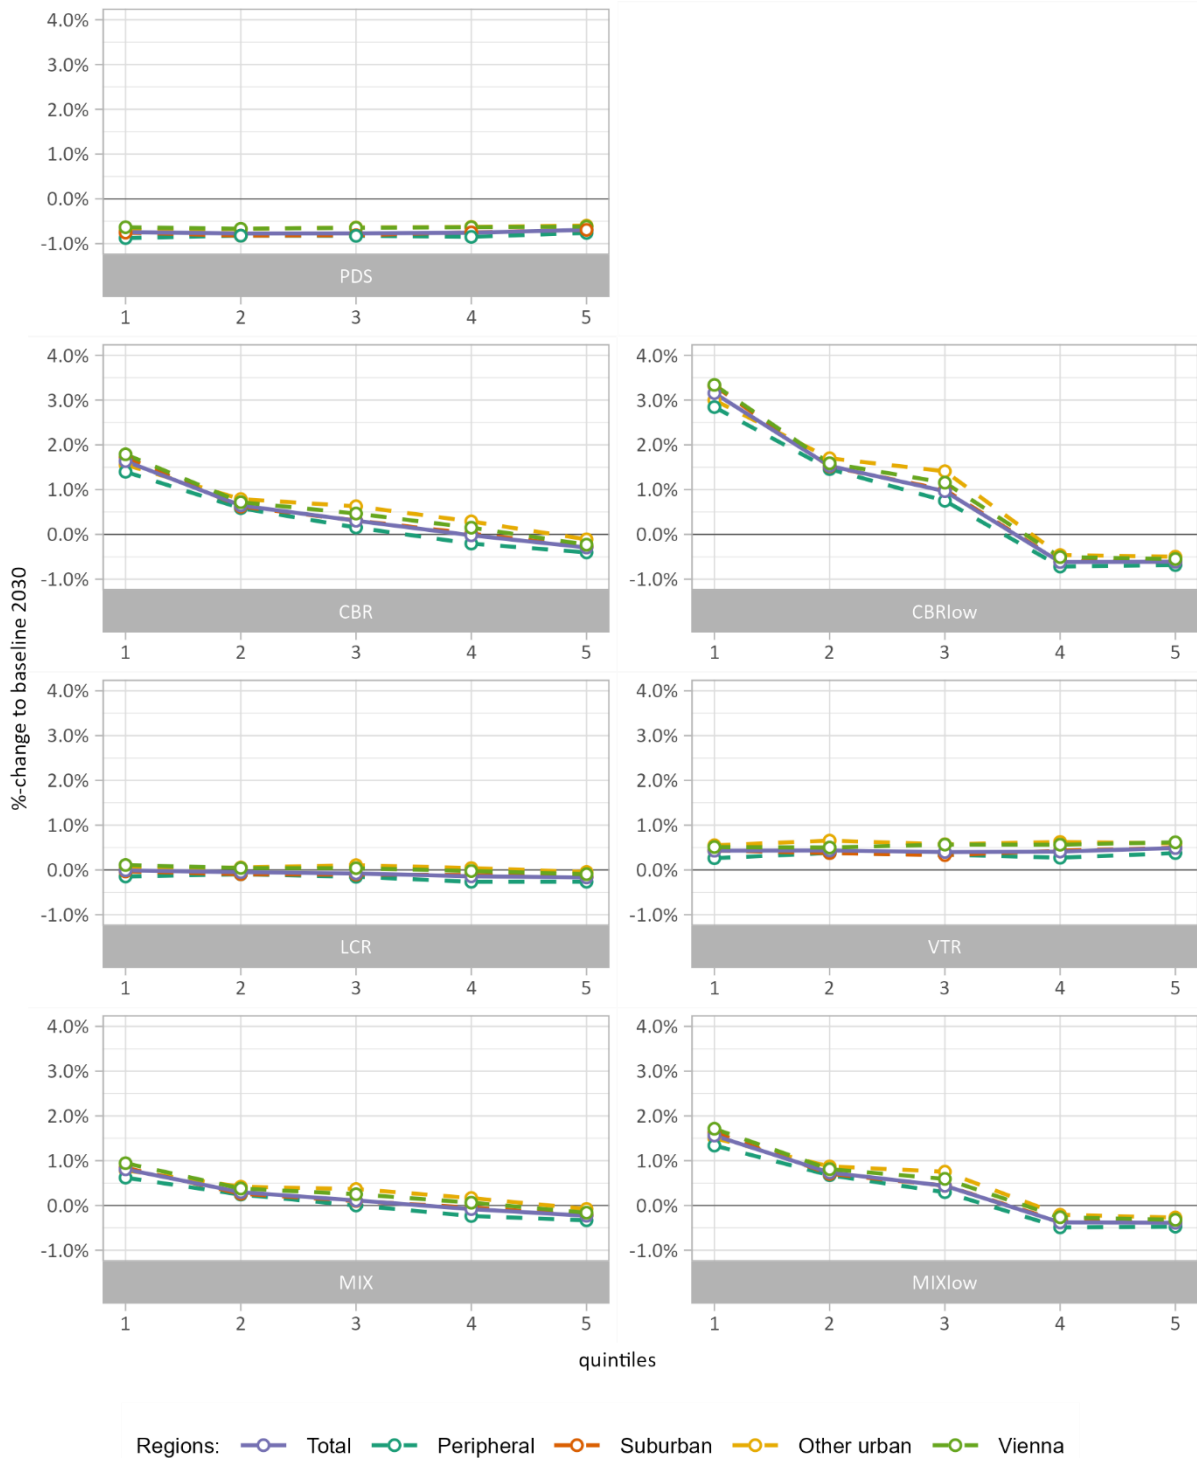 4.0%
3.0%
2.0%
1.0%
0.0%
-1.0%
PDS
1 2 3 4 5
4.0% 4.0%
3.0% 3.0%
2.0% 2.0%
1.0% 1.0%
0.0% 0.0%
-1.0% -1.0%
CBR CBRlow
1 2 3 4 5 1 2 3 4 5
%-change to baseline 2030
4.0% 4.0%
3.0% 3.0%
2.0% 2.0%
1.0% 1.0%
0.0% 0.0%
-1.0% -1.0%
LCR VTR
1 2 3 4 5 1 2 3 4 5
4.0% 4.0%
3.0% 3.0%
2.0% 2.0%
1.0% 1.0%
0.0% 0.0%
-1.0% -1.0%
MIX MIXlow
1 2 3 4 5 1 2 3 4 5
quintiles
Regions: Total Peripheral Suburban Other urban Vienna